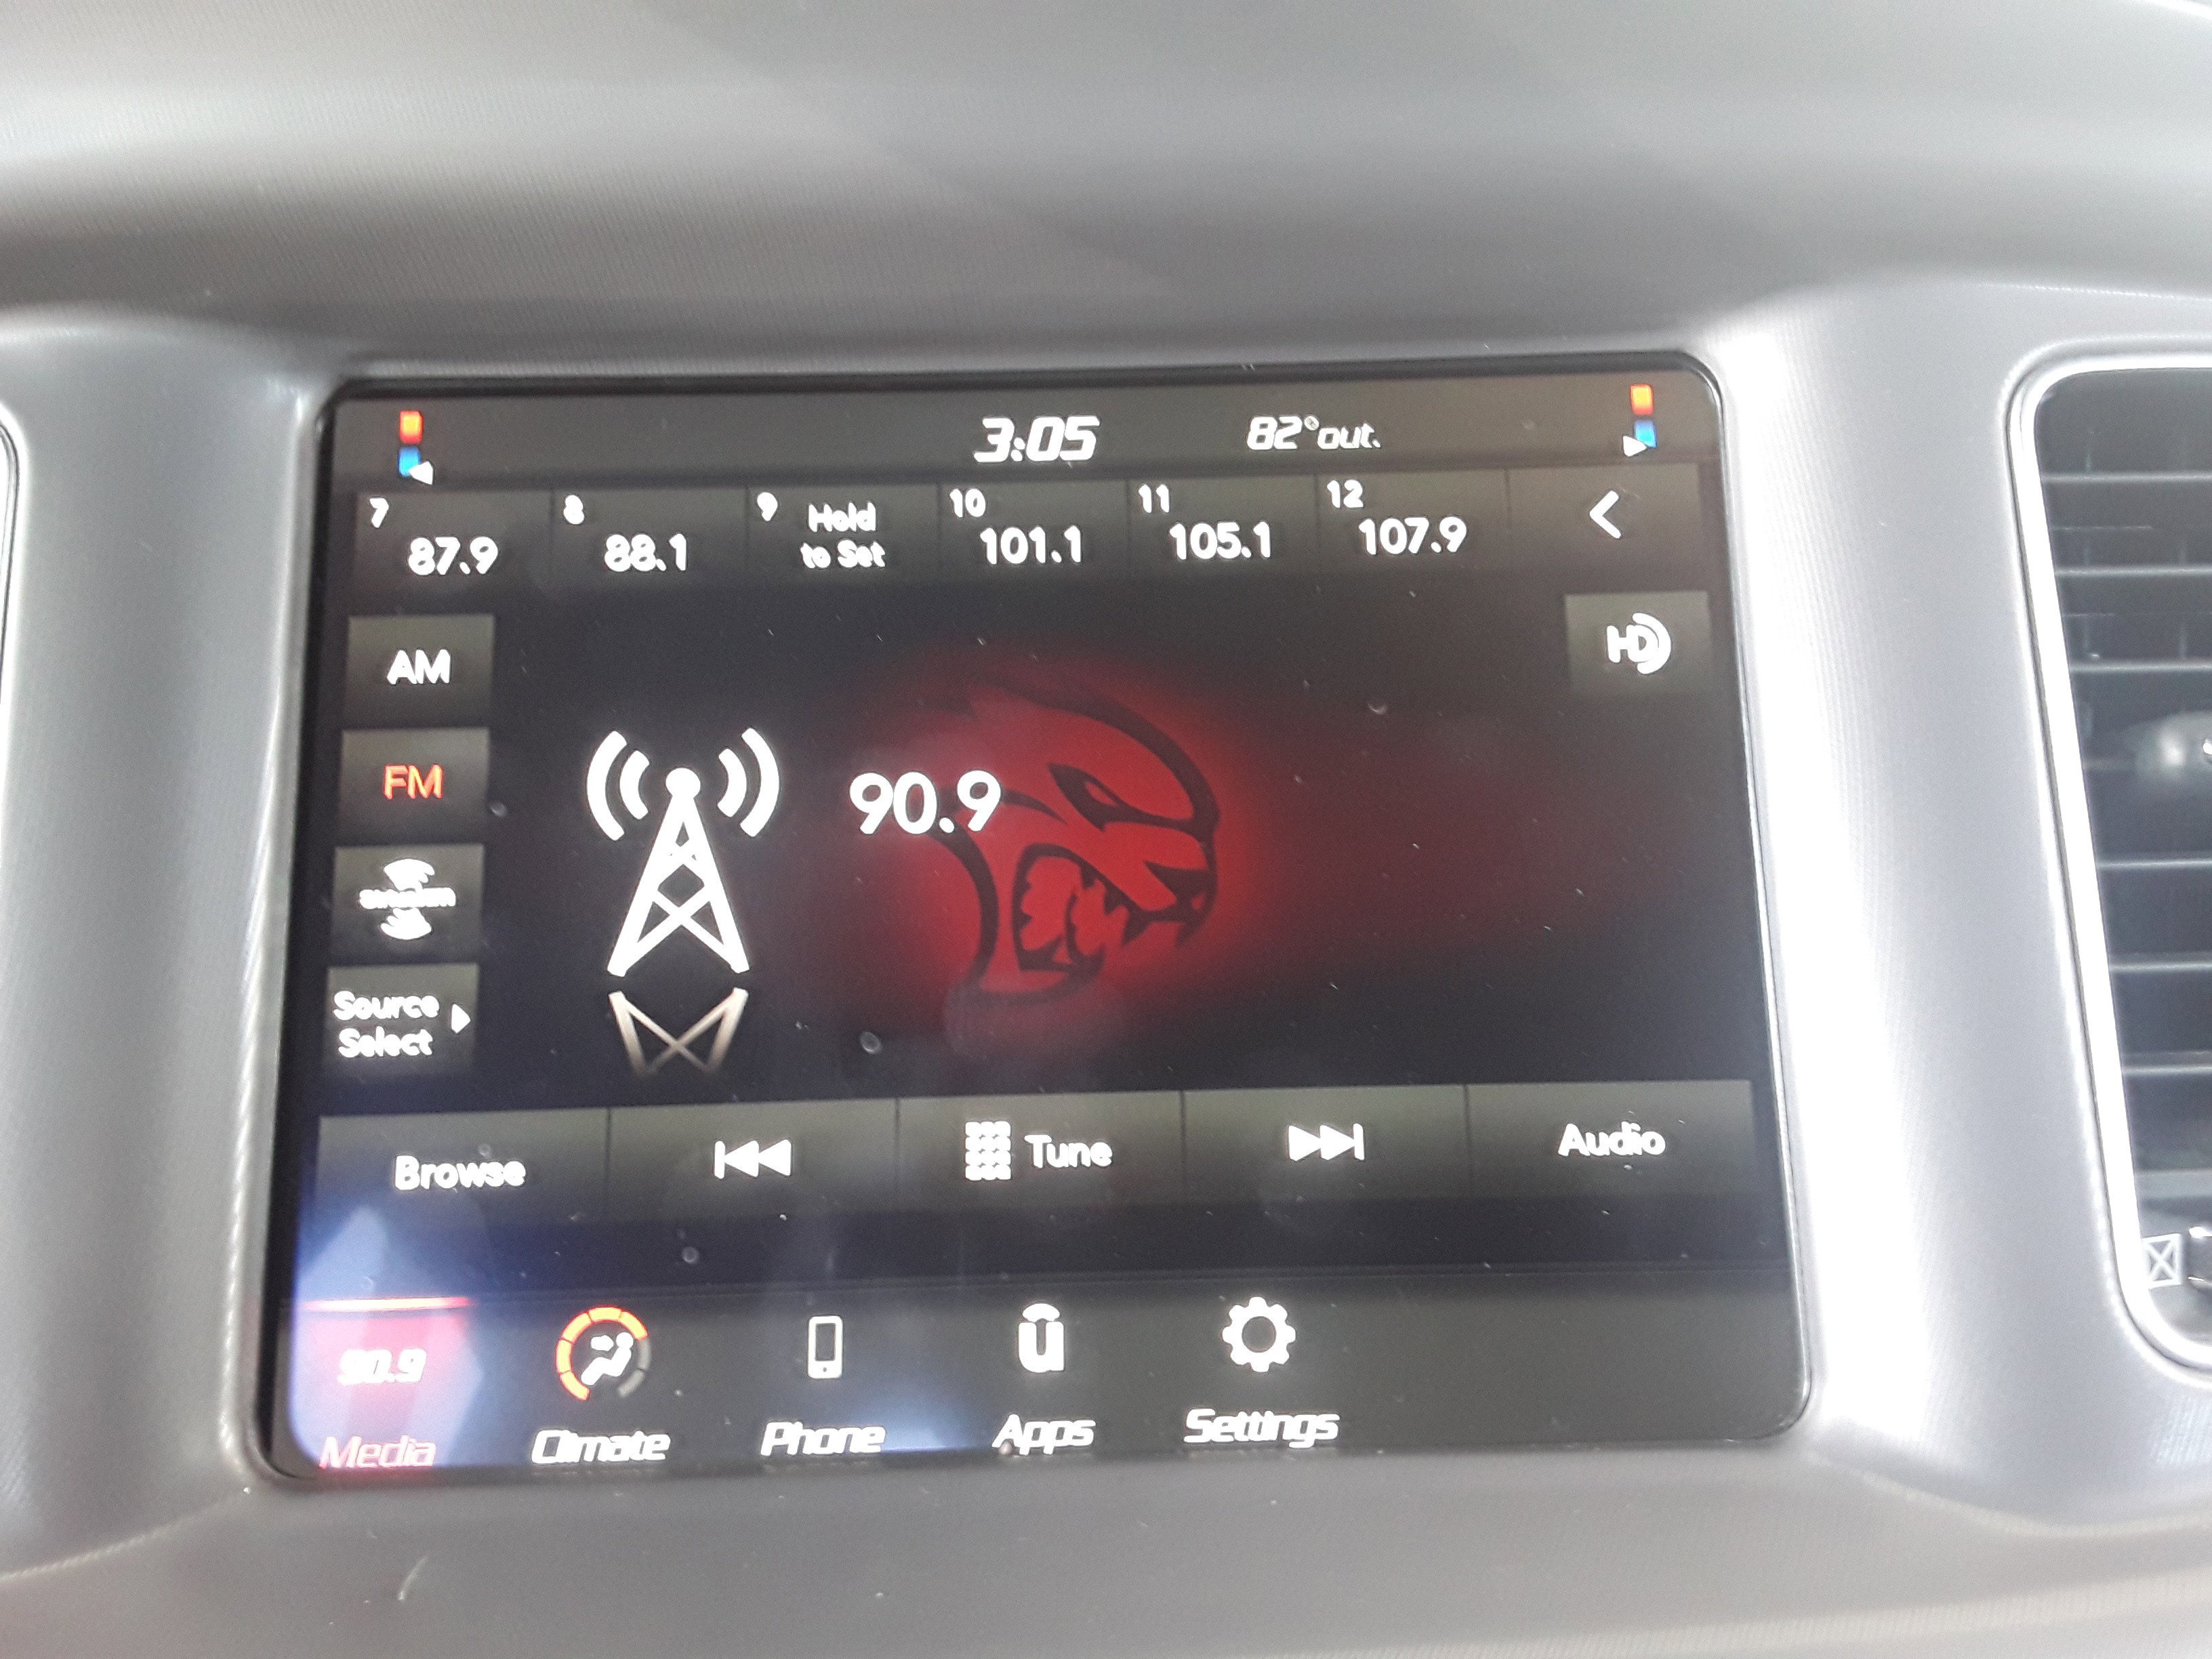 3:05 82°out.
7 8 9 Hold 10 11 12
87.9 88.1 to Set 101.1 105.1 107.9
AM HD
FM
90.9
siriusxm
Source
Select
Browse Tune Audio
90.9 u
Media Climate Phone Apps Settings